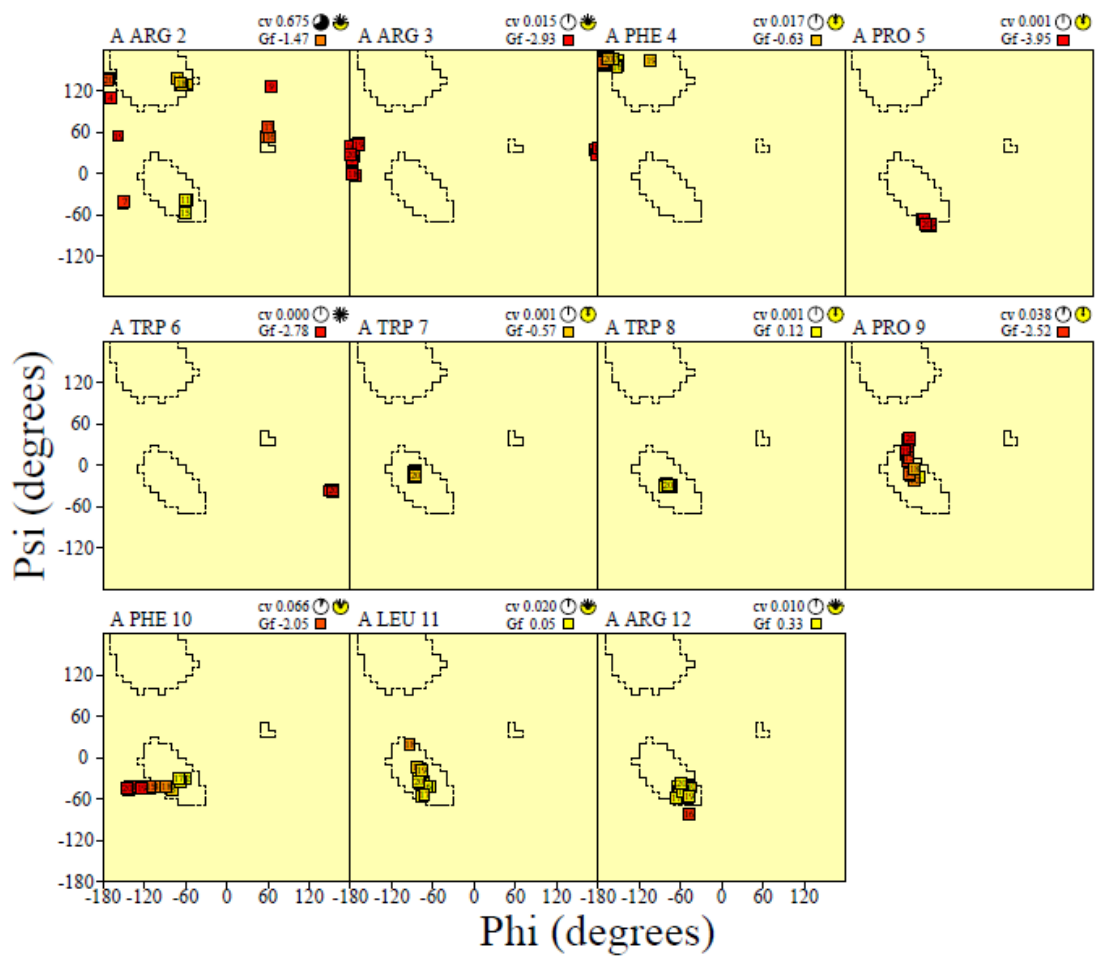 A ARG 2 cv 0.675 Gf -1.47
A ARG 3 cv 0.015 Gf -2.93
A PHE 4 cv 0.017 Gf -0.63
A PRO 5 cv 0.001 Gf -3.95
120
60
0
-60
-120
A TRP 6 cv 0.000 Gf -2.78
A TRP 7 cv 0.001 Gf -0.57
A TRP 8 cv 0.001 Gf 0.12
A PRO 9 cv 0.038 Gf -2.52
120
60
0
-60
-120
Psi (degrees)
A PHE 10 cv 0.066 Gf -2.05
A LEU 11 cv 0.020 Gf 0.05
A ARG 12 cv 0.010 Gf 0.33
120
60
0
-60
-120
-180
-180 -120 -60 0 60 120 -180 -120 -60 0 60 120 -180 -120 -60 0 60 120
Phi (degrees)